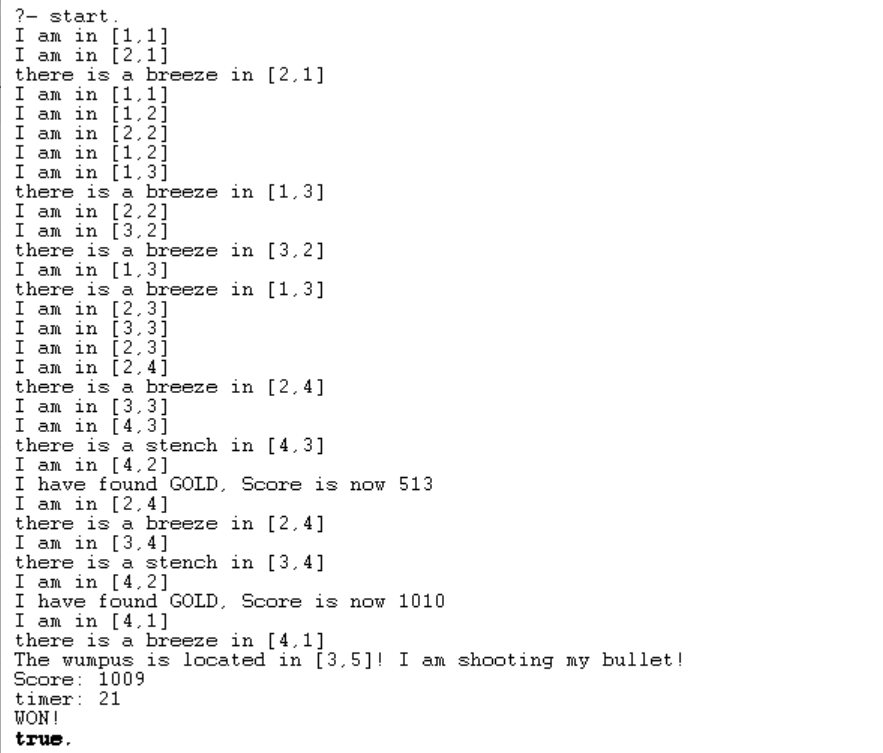 ?- start.
I am in [1,1]
I am in [2,1]
there is a breeze in [2,1]
I am in [1,1]
I am in [1,2]
I am in [2,2]
I am in [1,2]
I am in [1,3]
there is a breeze in [1,3]
I am in [2,2]
I am in [3,2]
there is a breeze in [3,2]
I am in [1,3]
there is a breeze in [1,3]
I am in [2,3]
I am in [3,3]
I am in [2,3]
I am in [2,4]
there is a breeze in [2,4]
I am in [3,3]
I am in [4,3]
there is a stench in [4,3]
I am in [4,2]
I have found GOLD, Score is now 513
I am in [2,4]
there is a breeze in [2,4]
I am in [3,4]
there is a stench in [3,4]
I am in [4,2]
I have found GOLD, Score is now 1010
I am in [4,1]
there is a breeze in [4,1]
The wumpus is located in [3,5]! I am shooting my bullet!
Score: 1009
timer: 21
WON!
true.